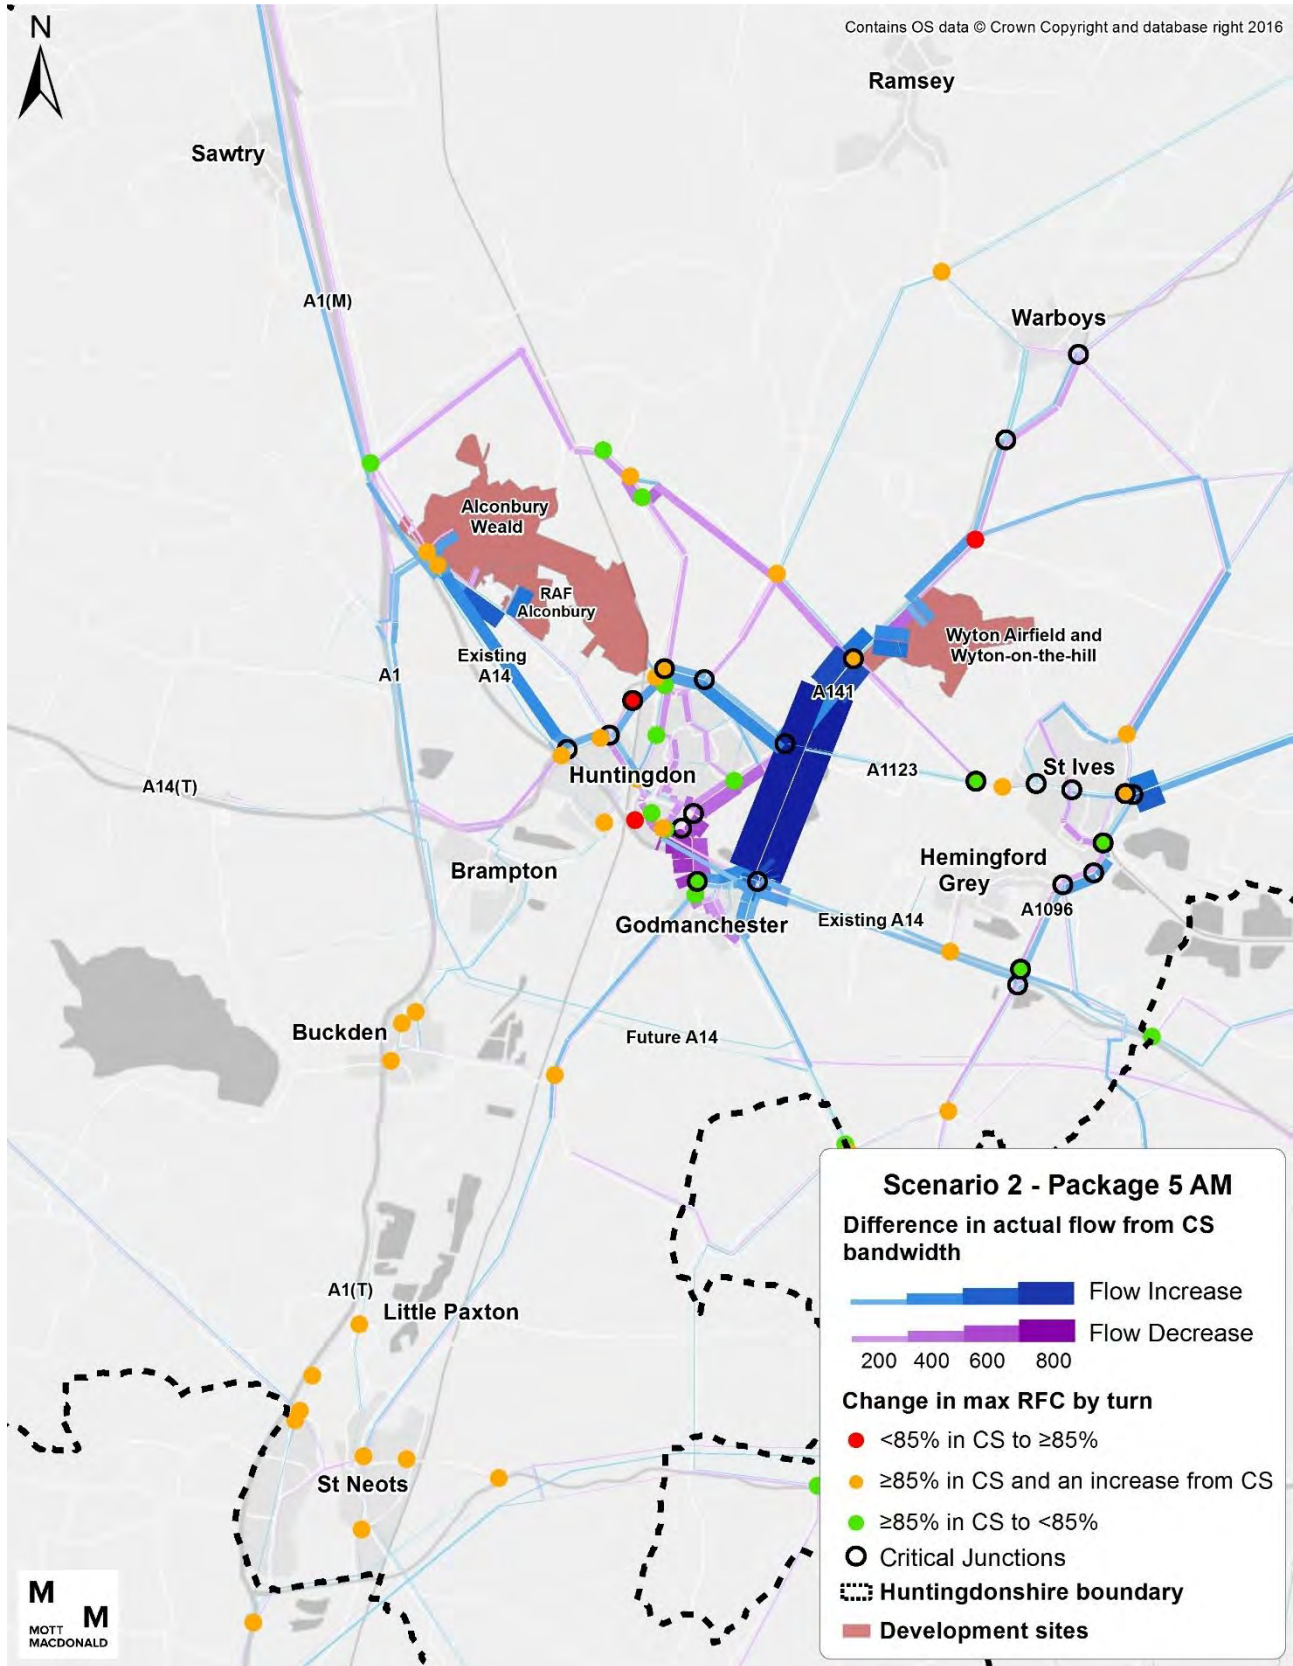 Contains OS data © Crown Copyright and database right 2016
N
Ramsey
Sawtry
A1(M)
Warboys
Alconbury
Weald
RAF
Alconbury
Wyton Airfield and
Wyton-on-the-hill
Existing
A14
A1
A141
A14(T)
Huntingdon
A1123
St Ives
Brampton
Hemingford
Grey
A1096
Godmanchester
Existing A14
Buckden
Future A14
A1(T)
Little Paxton
St Neots
Scenario 2 - Package 5 AM
Difference in actual flow from CS
bandwidth
Flow Increase
Flow Decrease
200 400 600 800
Change in max RFC by turn
<85% in CS to ≥85%
≥85% in CS and an increase from CS
≥85% in CS to <85%
Critical Junctions
Huntingdonshire boundary
Development sites
M
M
MOTT
MACDONALD